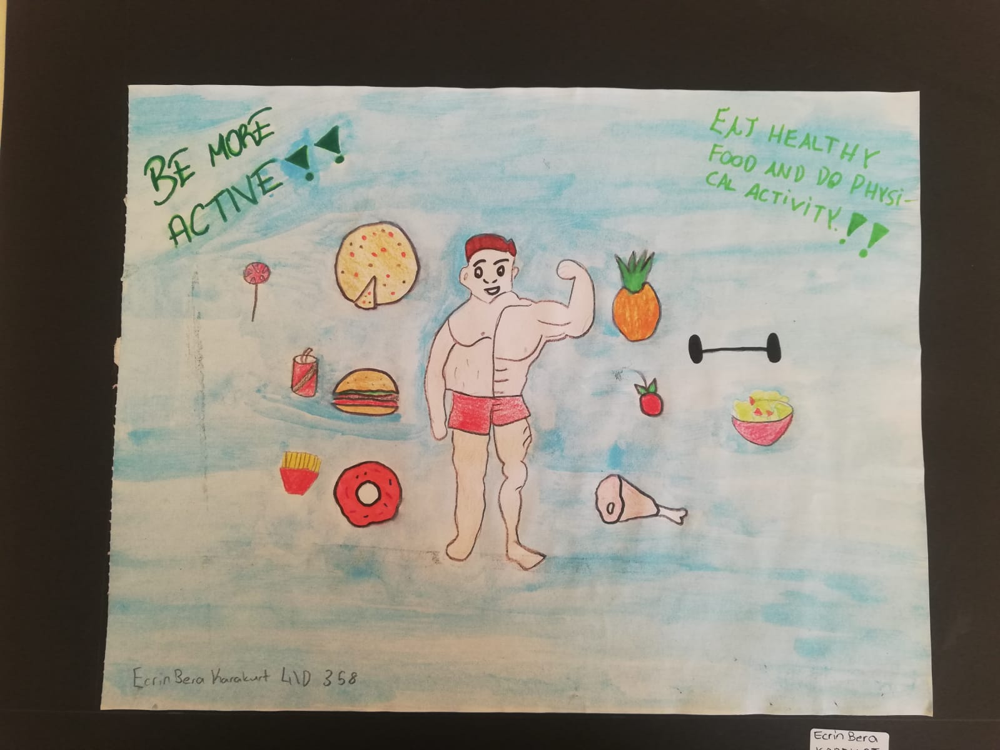 BE MORE
ACTIVE!!
EAT HEALTHY
FOOD AND DO PHYSI-
CAL ACTIVITY.!!
Ecrin Bera Karakurt 4\D 358
Ecrin Bera